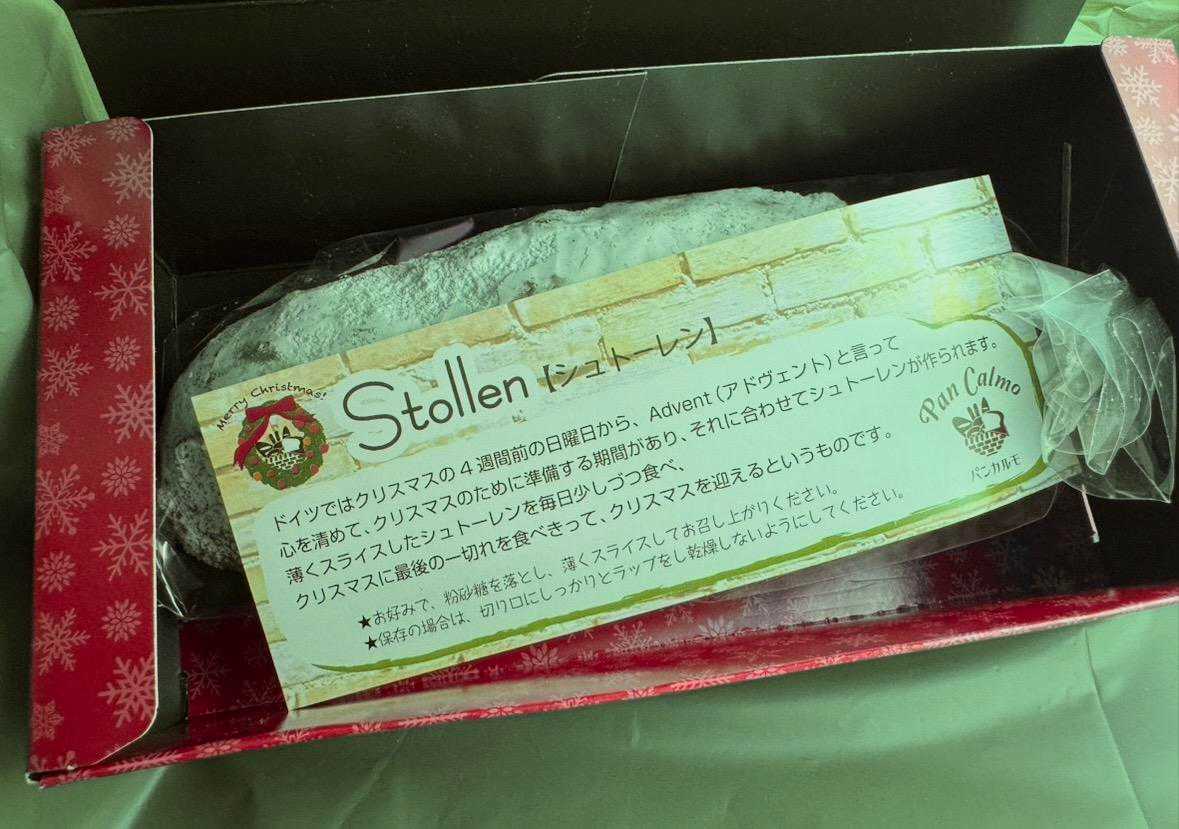 Merry Christmas!
Stollen【シュトーレン】
ドイツではクリスマスの4週間前の日曜日から、Advent(アドヴェント)と言って
心を清めて、クリスマスのために準備する期間があり、それに合わせてシュトーレンが作られます。
薄くスライスしたシュトーレンを毎日少しづつ食べ、
クリスマスに最後の一切れを食べきって、クリスマスを迎えるというものです。
★お好みで、粉砂糖を落とし、薄くスライスしてお召し上がりください。
★保存の場合は、切り口にしっかりとラップをし乾燥しないようにしてください。
Pan Calmo
パンカルモ